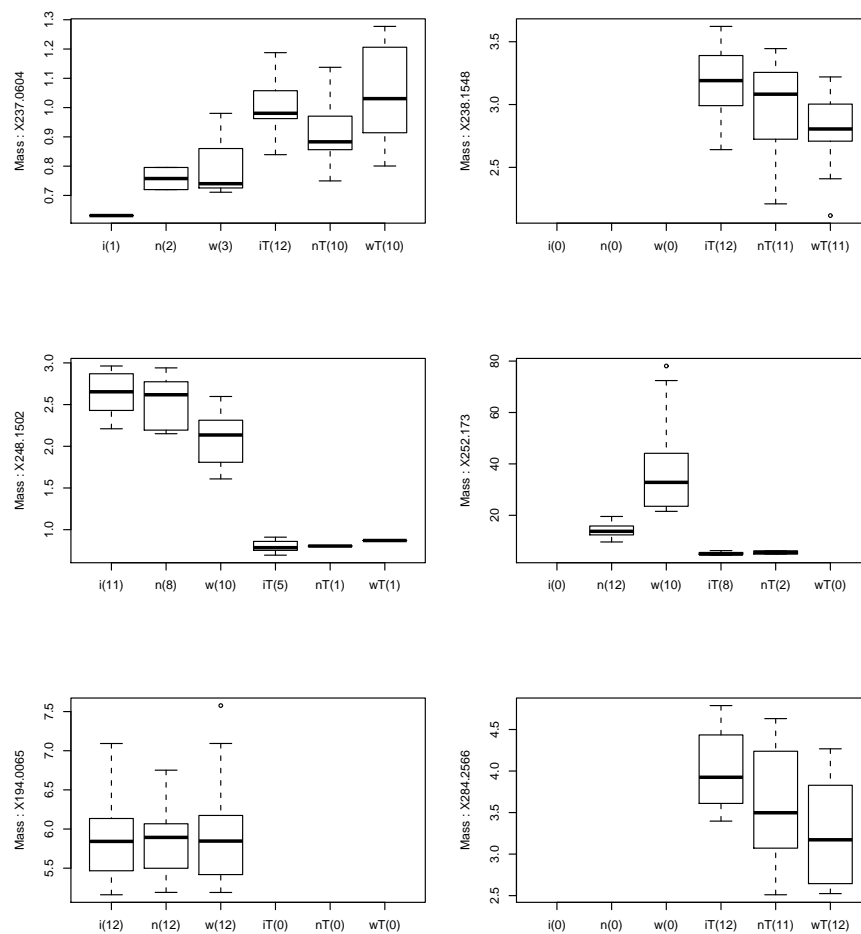 Mass : X237.0604
0.7 0.8 0.9 1.0 1.1 1.2 1.3
i(1) n(2) w(3) iT(12) nT(10) wT(10)
Mass : X238.1548
2.5 3.0 3.5
i(0) n(0) w(0) iT(12) nT(11) wT(11)
Mass : X248.1502
1.0 1.5 2.0 2.5 3.0
i(11) n(8) w(10) iT(5) nT(1) wT(1)
Mass : X252.173
20 40 60 80
i(0) n(12) w(10) iT(8) nT(2) wT(0)
Mass : X194.0065
5.5 6.0 6.5 7.0 7.5
i(12) n(12) w(12) iT(0) nT(0) wT(0)
Mass : X284.2566
2.5 3.0 3.5 4.0 4.5
i(0) n(0) w(0) iT(12) nT(11) wT(12)